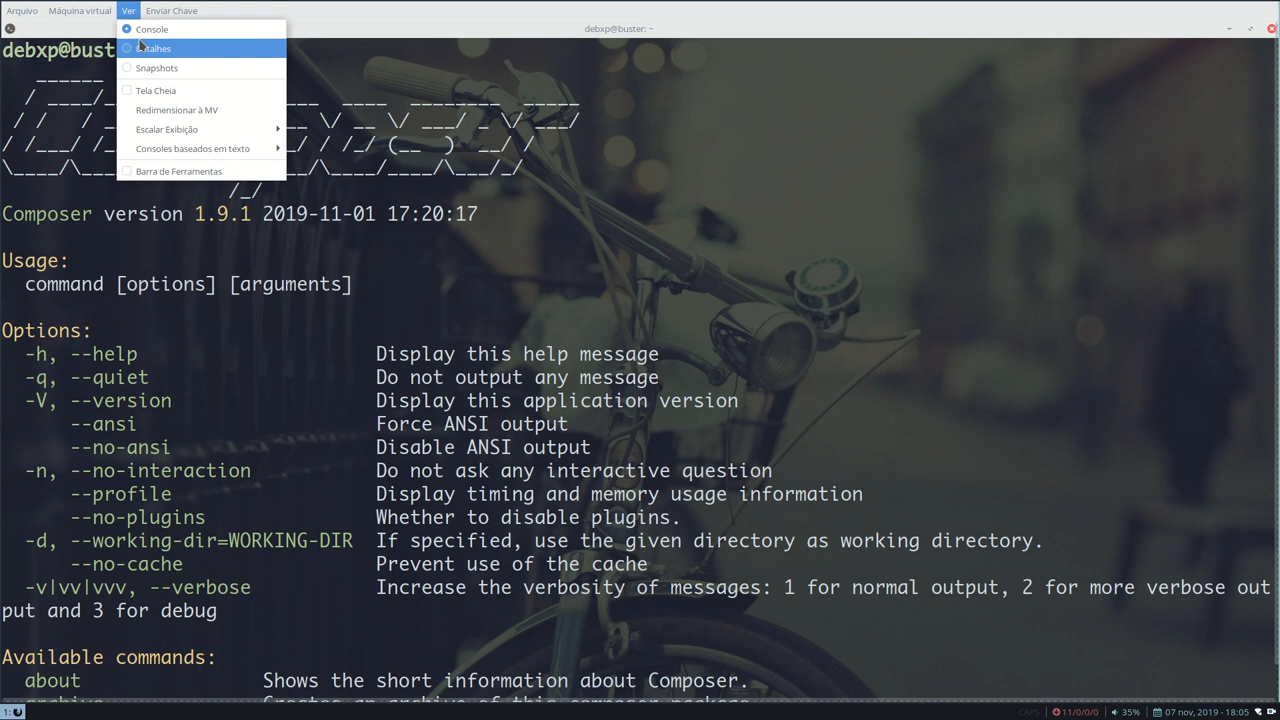 Arquivo Máquina virtual Ver Enviar Chave
debxp@buster: ~
Console
Detalhes
Snapshots
Tela Cheia
Redimensionar à MV
Escalar Exibição
Consoles baseados em texto
Barra de Ferramentas
debxp@bust
Composer version 1.9.1 2019-11-01 17:20:17
Usage:
command [options] [arguments]
Options:
-h, --help Display this help message
-q, --quiet Do not output any message
-V, --version Display this application version
--ansi Force ANSI output
--no-ansi Disable ANSI output
-n, --no-interaction Do not ask any interactive question
--profile Display timing and memory usage information
--no-plugins Whether to disable plugins.
-d, --working-dir=WORKING-DIR If specified, use the given directory as working directory.
--no-cache Prevent use of the cache
-v|vv|vvv, --verbose Increase the verbosity of messages: 1 for normal output, 2 for more verbose out
put and 3 for debug
Available commands:
about Shows the short information about Composer.
1: CAPS 11/0/0/0 35% 07 nov, 2019 - 18:05